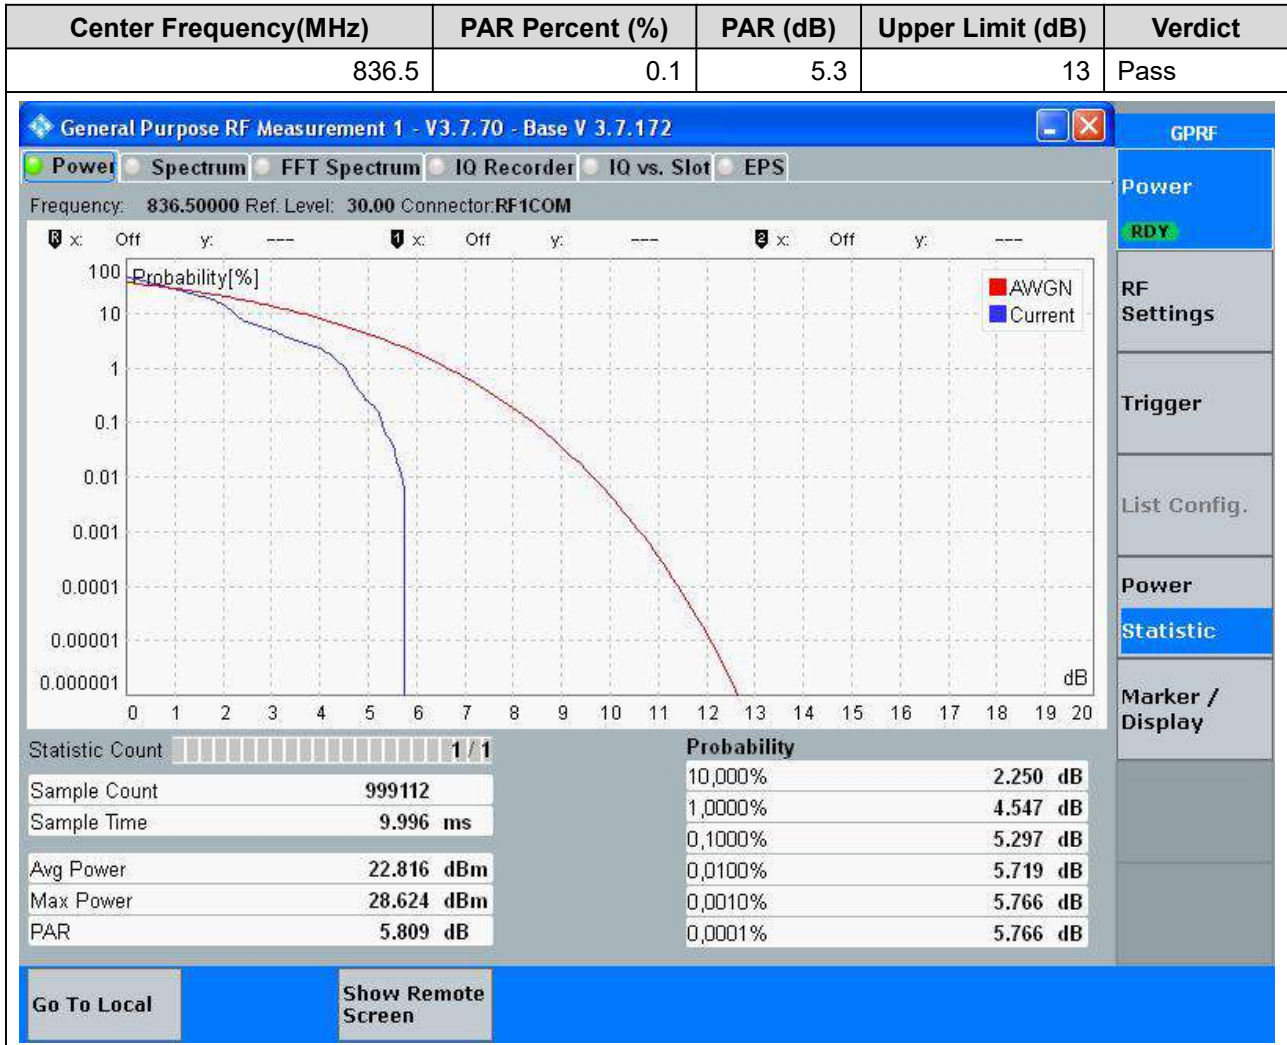 Center Frequency(MHz) PAR Percent (%) PAR (dB) Upper Limit (dB) Verdict
836.5 0.1 5.3 13 Pass
General Purpose RF Measurement 1 - V3.7.70 - Base V 3.7.172
GPRF
Power Spectrum FFT Spectrum IQ Recorder IQ vs. Slot EPS
Frequency: 836.50000 Ref. Level: 30.00 Connector:RF1COM
R x: Off y: --- 1 x: Off y: --- 2 x: Off y: ---
Probability[%]
AWGN
Current
100
10
1
0.1
0.01
0.001
0.0001
0.00001
0.000001
dB
0 1 2 3 4 5 6 7 8 9 10 11 12 13 14 15 16 17 18 19 20
Statistic Count 1 / 1
Sample Count 999112
Sample Time 9.996 ms
Avg Power 22.816 dBm
Max Power 28.624 dBm
PAR 5.809 dB
Probability
10,000% 2.250 dB
1,0000% 4.547 dB
0,1000% 5.297 dB
0,0100% 5.719 dB
0,0010% 5.766 dB
0,0001% 5.766 dB
Power
RDY
RF
Settings
Trigger
List Config.
Power
Statistic
Marker /
Display
Go To Local
Show Remote
Screen